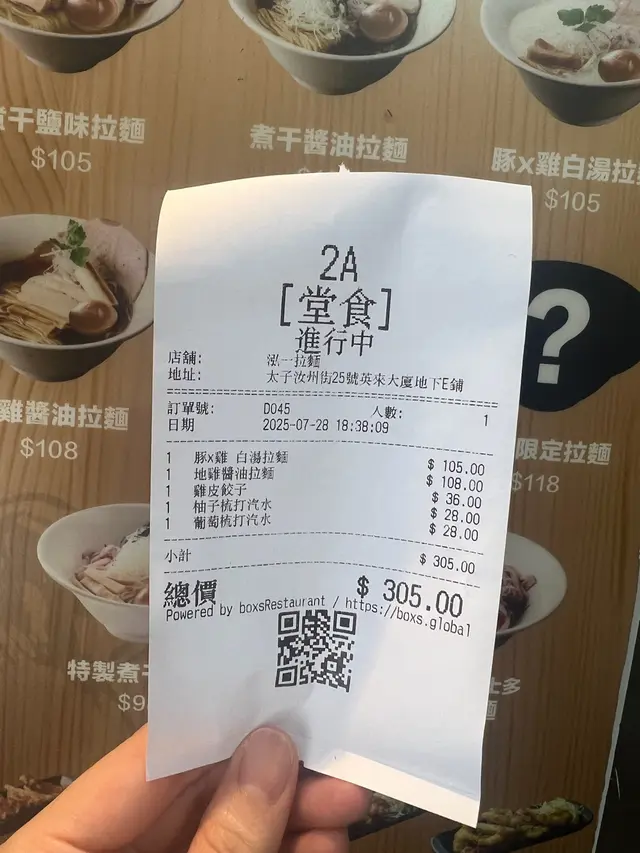 干鹽味拉麵
$105
煮干醬油拉麵
豚x雞白湯拉
$105
雞醬油拉麵
$108
?
限定拉麵
$118
特製煮干
$9
士多
麵
2A
[堂食]
進行中
店舖: 泓一拉麵
地址: 太子汝州街25號英來大廈地下E舖
訂單號: D045 人數: 1
日期 2025-07-28 18:38:09
1 豚x雞 白湯拉麵 $ 105.00
1 地雞醬油拉麵 $ 108.00
1 雞皮餃子 $ 36.00
1 柚子梳打汽水 $ 28.00
1 葡萄梳打汽水 $ 28.00
小計 $ 305.00
總價 $ 305.00
Powered by boxsRestaurant / https://boxs.global